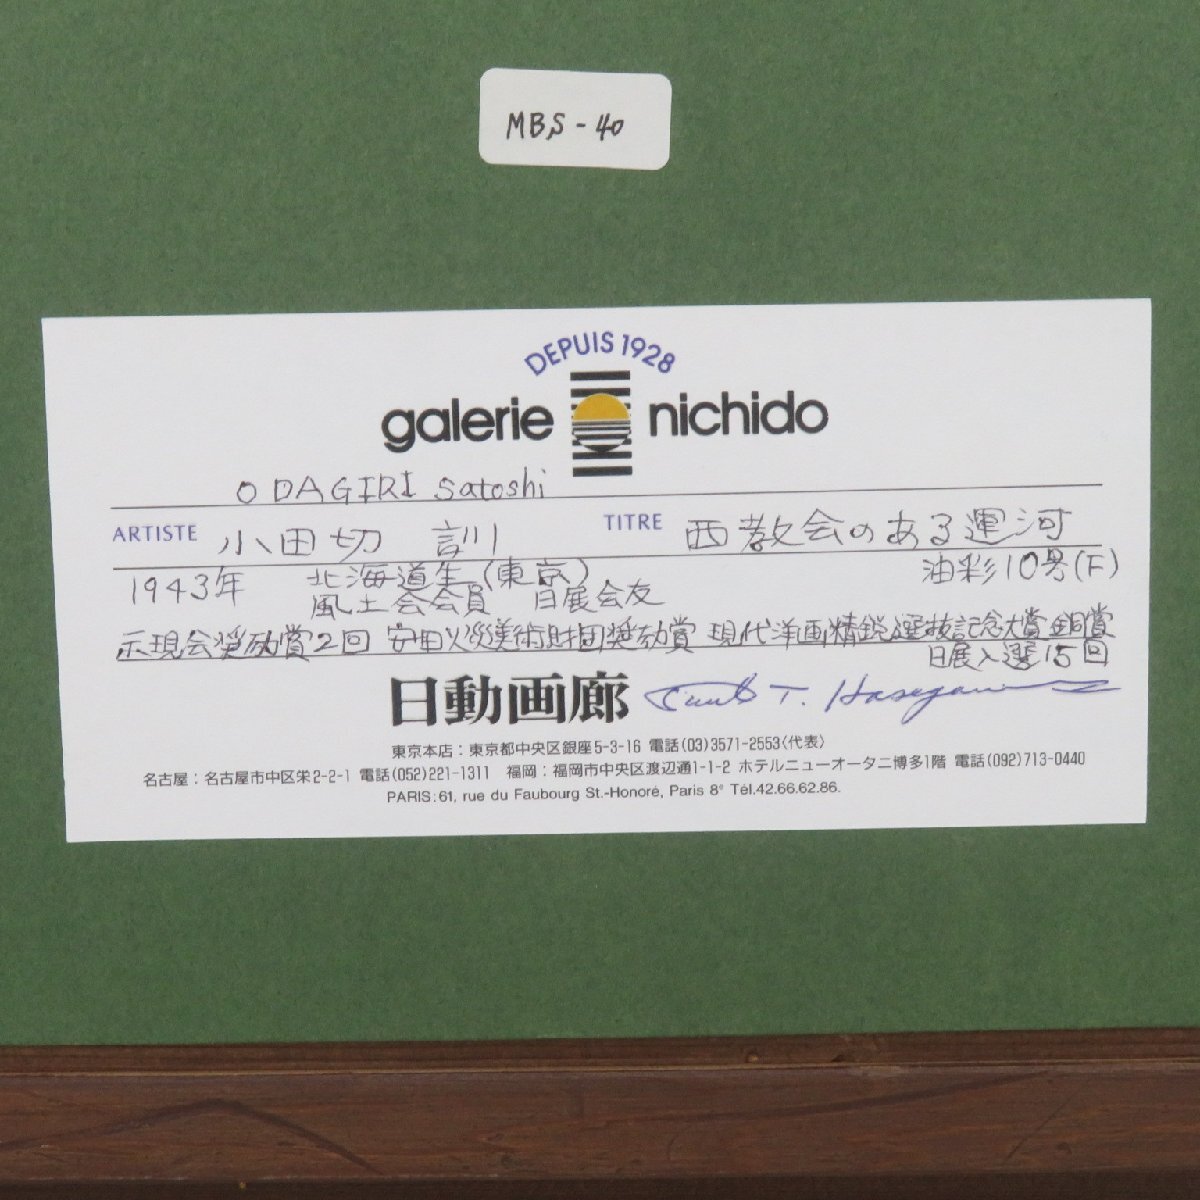 MBS-40
DEPUIS 1928
galerie nichido
ODAGIRI Satoshi
ARTISTE 小田切 訓 TITRE 西教会のある運河
1943年 北海道生(東京) 油彩10号(F)
風土会会員 日展会友
示現会奨励賞2回 安田火災美術財団奨励賞 現代洋画精鋭選抜記念大賞銅賞
日展入選15回
日動画廊 T. Hasegawa
東京本店：東京都中央区銀座5-3-16 電話(03)3571-2553(代表)
名古屋：名古屋市中区栄2-2-1 電話(052)221-1311 福岡：福岡市中央区渡辺通1-1-2 ホテルニューオータニ博多1階 電話(092)713-0440
PARIS:61, rue du Faubourg St.-Honoré, Paris 8e Tél.42.66.62.86.